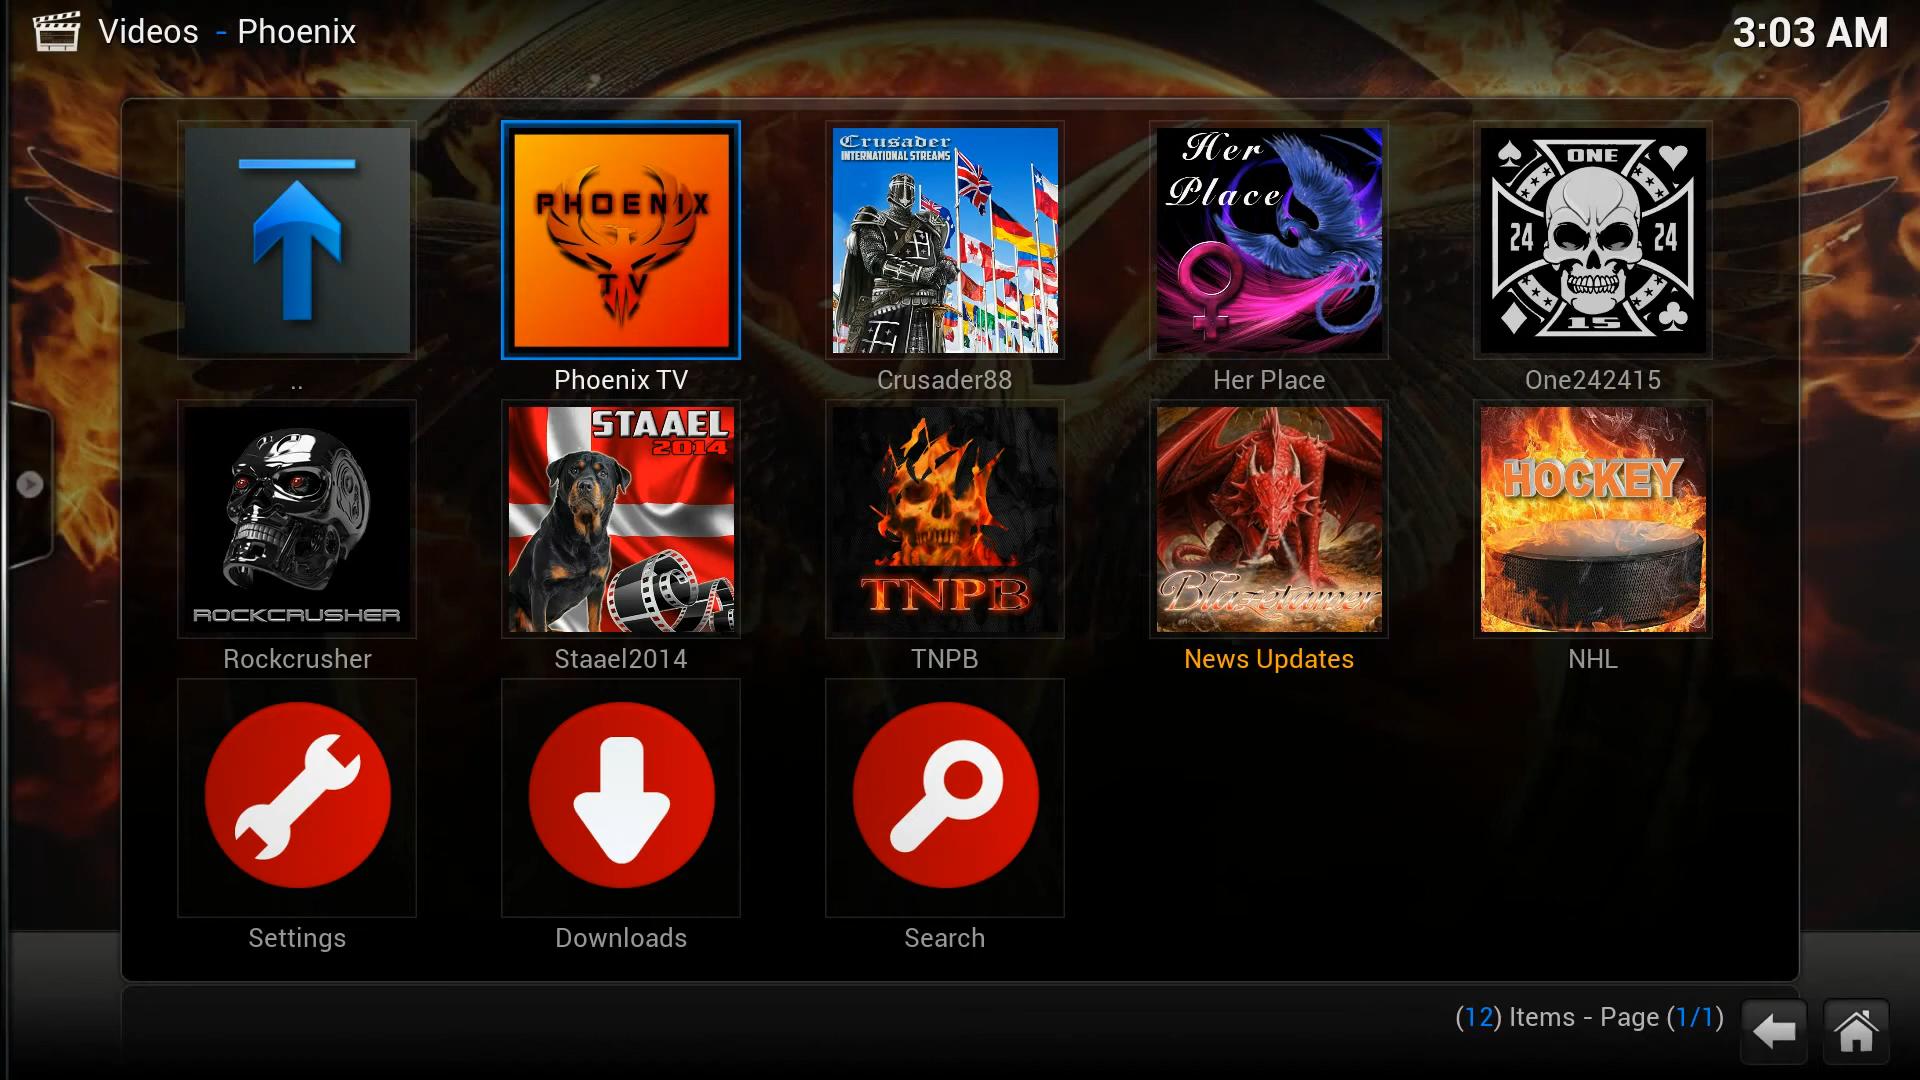 Videos - Phoenix
3:03 AM
PHOENIX
TV
Crusader
INTERNATIONAL STREAMS
Her
Place
ONE
24 24
15
..
Phoenix TV
Crusader88
Her Place
One242415
ROCKCRUSHER
STAAEL
2014
TNPB
Blazetamer
HOCKEY
Rockcrusher
Staael2014
TNPB
News Updates
NHL
Settings
Downloads
Search
(12) Items - Page (1/1)